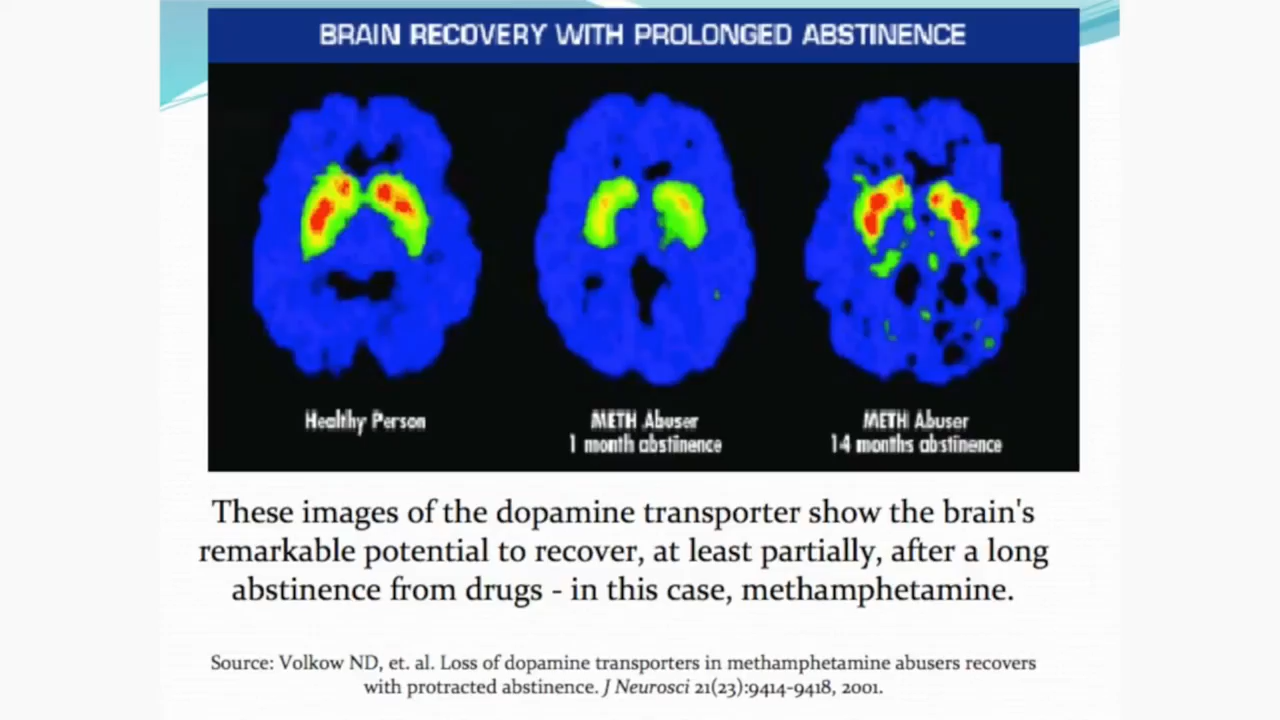 BRAIN RECOVERY WITH PROLONGED ABSTINENCE
Healthy Person
METH Abuser
1 month abstinence
METH Abuser
14 months abstinence
These images of the dopamine transporter show the brain's
remarkable potential to recover, at least partially, after a long
abstinence from drugs - in this case, methamphetamine.
Source: Volkow ND, et. al. Loss of dopamine transporters in methamphetamine abusers recovers
with protracted abstinence. J Neurosci 21(23):9414-9418, 2001.